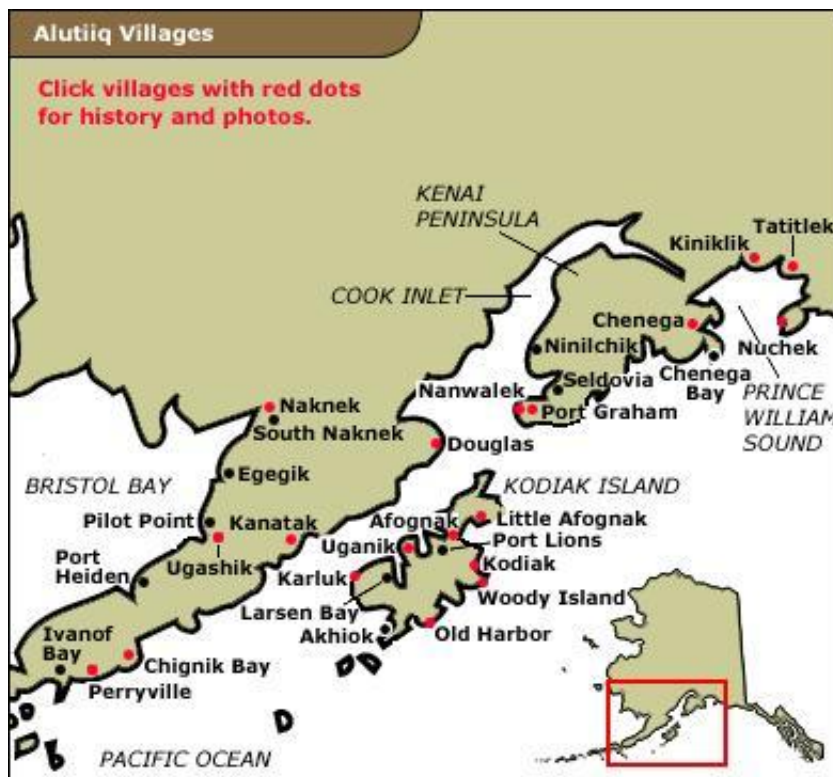 Alutiiq Villages
Click villages with red dots
for history and photos.
KENAI
PENINSULA
Tatitlek
Kiniklik
COOK INLET
Chenega
Ninilchik
Nuchek
Chenega
Bay
Seldovia
Nanwalek
PRINCE
WILLIAM
SOUND
Port Graham
Naknek
South Naknek
Douglas
Egegik
BRISTOL BAY
KODIAK ISLAND
Pilot Point
Kanatak
Afognak
Little Afognak
Port Lions
Uganik
Ugashik
Port
Heiden
Karluk
Kodiak
Larsen Bay
Woody Island
Akhiok
Old Harbor
Ivanof
Bay
Chignik Bay
Perryville
PACIFIC OCEAN